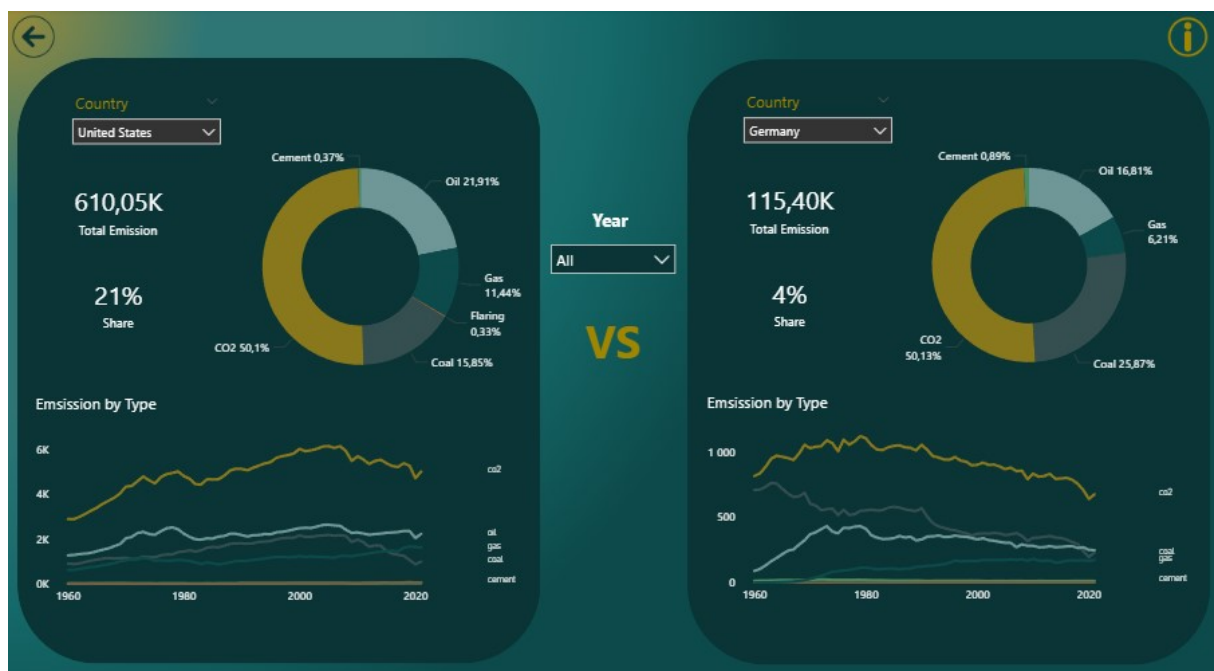 Country
United States
610,05K
Total Emission
21%
Share
Cement 0,37%
Oil 21,91%
Gas
11,44%
Flaring
0,33%
Coal 15,85%
CO2 50,1%
Emsission by Type
6K
4K
2K
0K
1960
1980
2000
2020
co2
oil
gas
coal
cement
Year
All
VS
Country
Germany
115,40K
Total Emission
4%
Share
Cement 0,89%
Oil 16,81%
Gas
6,21%
Coal 25,87%
CO2
50,13%
Emsission by Type
1 000
500
0
1960
1980
2000
2020
co2
coal
gas
cement